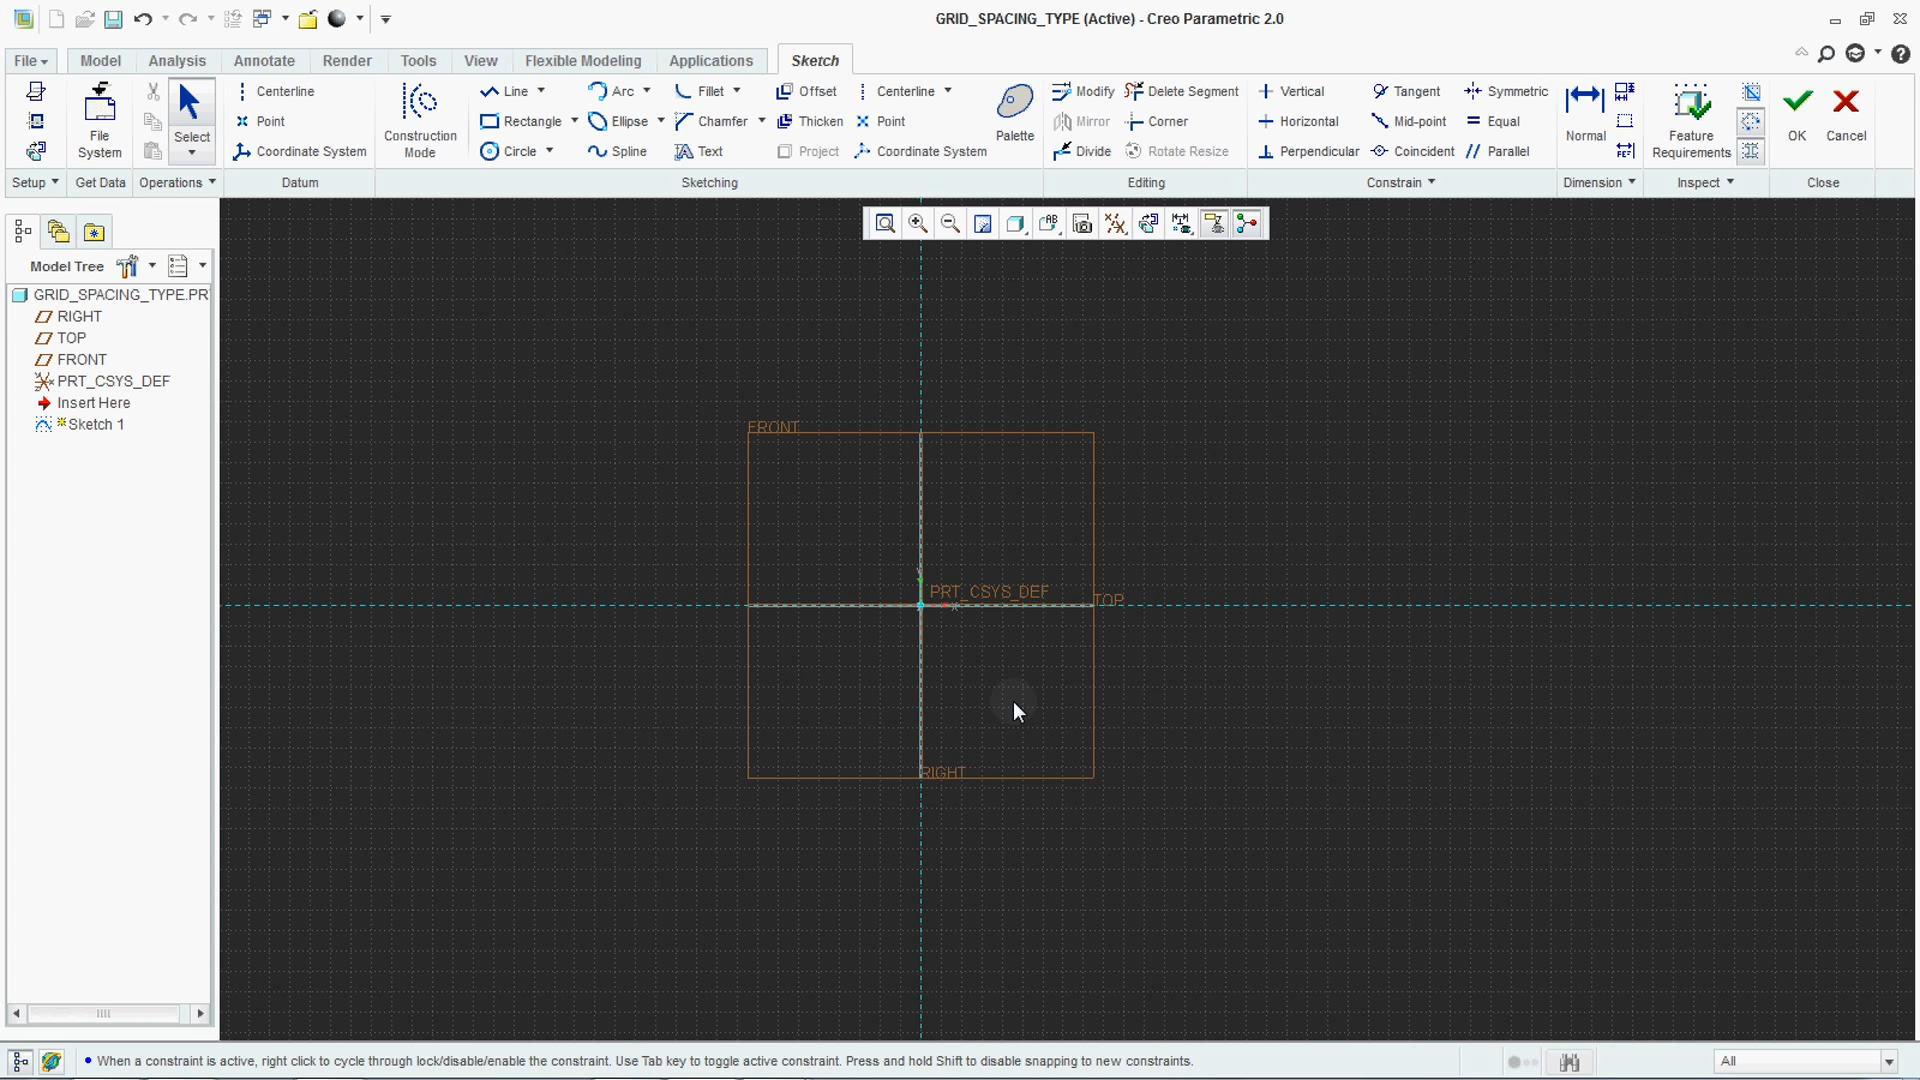 GRID_SPACING_TYPE (Active) - Creo Parametric 2.0
File Model Analysis Annotate Render Tools View Flexible Modeling Applications Sketch
Centerline Line Arc Fillet Offset Centerline Modify Delete Segment Vertical Tangent Symmetric
Point Rectangle Ellipse Chamfer Thicken Point Mirror Corner Horizontal Mid-point Equal
File System Select Coordinate System Construction Mode Circle Spline Text Project Coordinate System Palette Divide Rotate Resize Perpendicular Coincident Parallel Normal Feature Requirements OK Cancel
Setup Get Data Operations Datum Sketching Editing Constrain Dimension Inspect Close
Model Tree
GRID_SPACING_TYPE.PR
RIGHT
TOP
FRONT
PRT_CSYS_DEF
Insert Here
Sketch 1
FRONT
PRT_CSYS_DEF
TOP
RIGHT
When a constraint is active, right click to cycle through lock/disable/enable the constraint. Use Tab key to toggle active constraint. Press and hold Shift to disable snapping to new constraints.
All